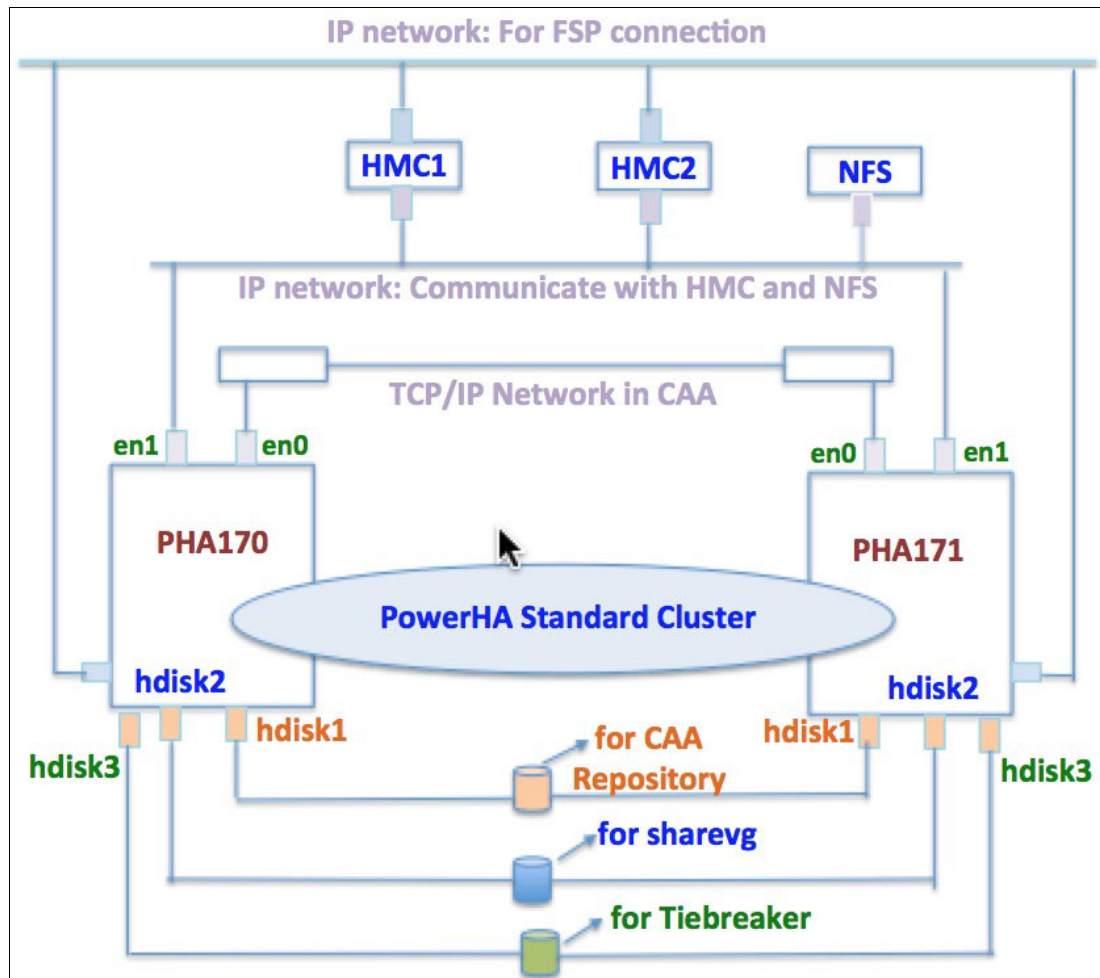 IP network: For FSP connection
HMC1
HMC2
NFS
IP network: Communicate with HMC and NFS
TCP/IP Network in CAA
en1
en0
en0
en1
PHA170
PHA171
PowerHA Standard Cluster
hdisk2
hdisk2
hdisk1
hdisk1
hdisk3
hdisk3
for CAA
Repository
for sharevg
for Tiebreaker